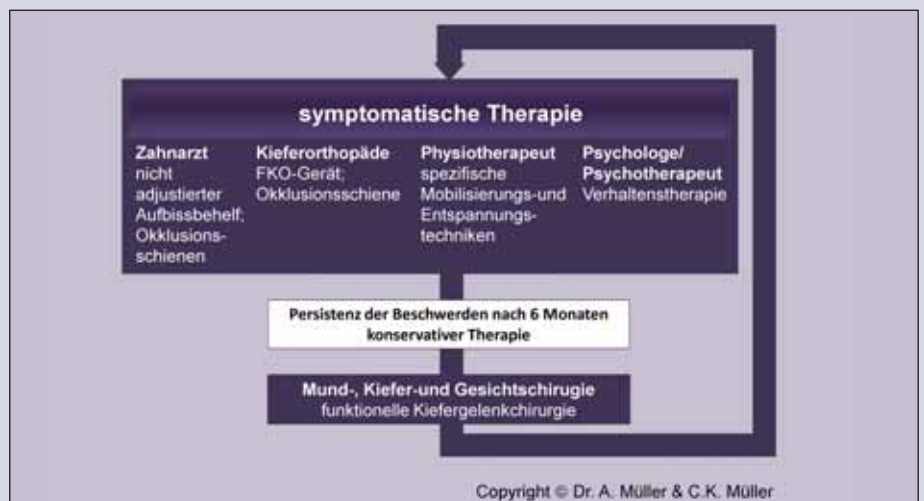 symptomatische Therapie
Zahnarzt
nicht
adjustierter
Aufbissbehelf;
Okklusions-
schienen
Kieferorthopäde
FKO-Gerät;
Okklusionsschiene
Physiotherapeut
spezifische
Mobilisierungs-und
Entspannungs-
techniken
Psychologe/
Psychotherapeut
Verhaltenstherapie
Persistenz der Beschwerden nach 6 Monaten
konservativer Therapie
Mund-, Kiefer-und Gesichtschirugie
funktionelle Kiefergelenkchirurgie
Copyright © Dr. A. Müller & C.K. Müller